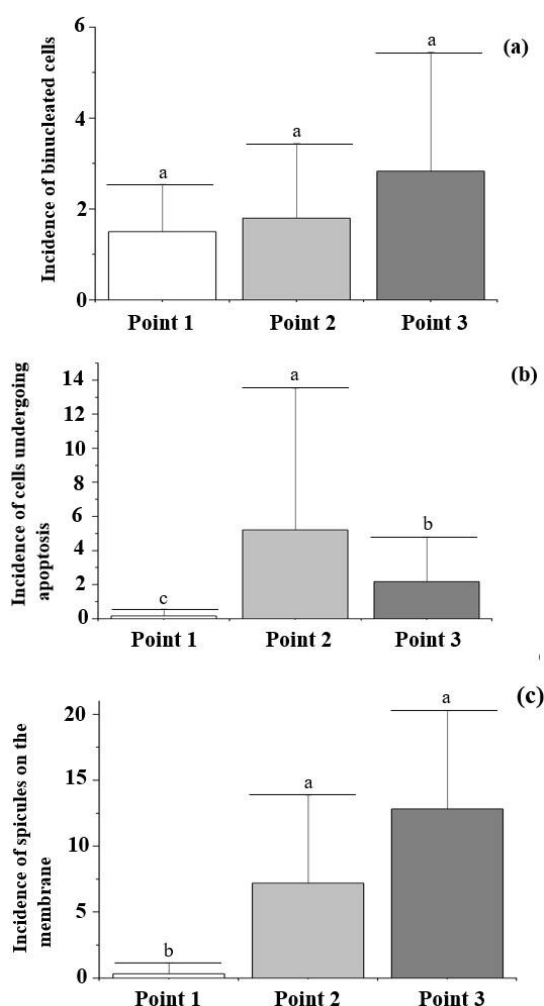 Incidence of binucleated cells
(a)
6
4
2
0
a
a
a
Point 1 Point 2 Point 3
Incidence of cells undergoing
apoptosis
(b)
14
12
10
8
6
4
2
0
c
a
b
Point 1 Point 2 Point 3
Incidence of spicules on the
membrane
(c)
20
15
10
5
0
b
a
a
Point 1 Point 2 Point 3